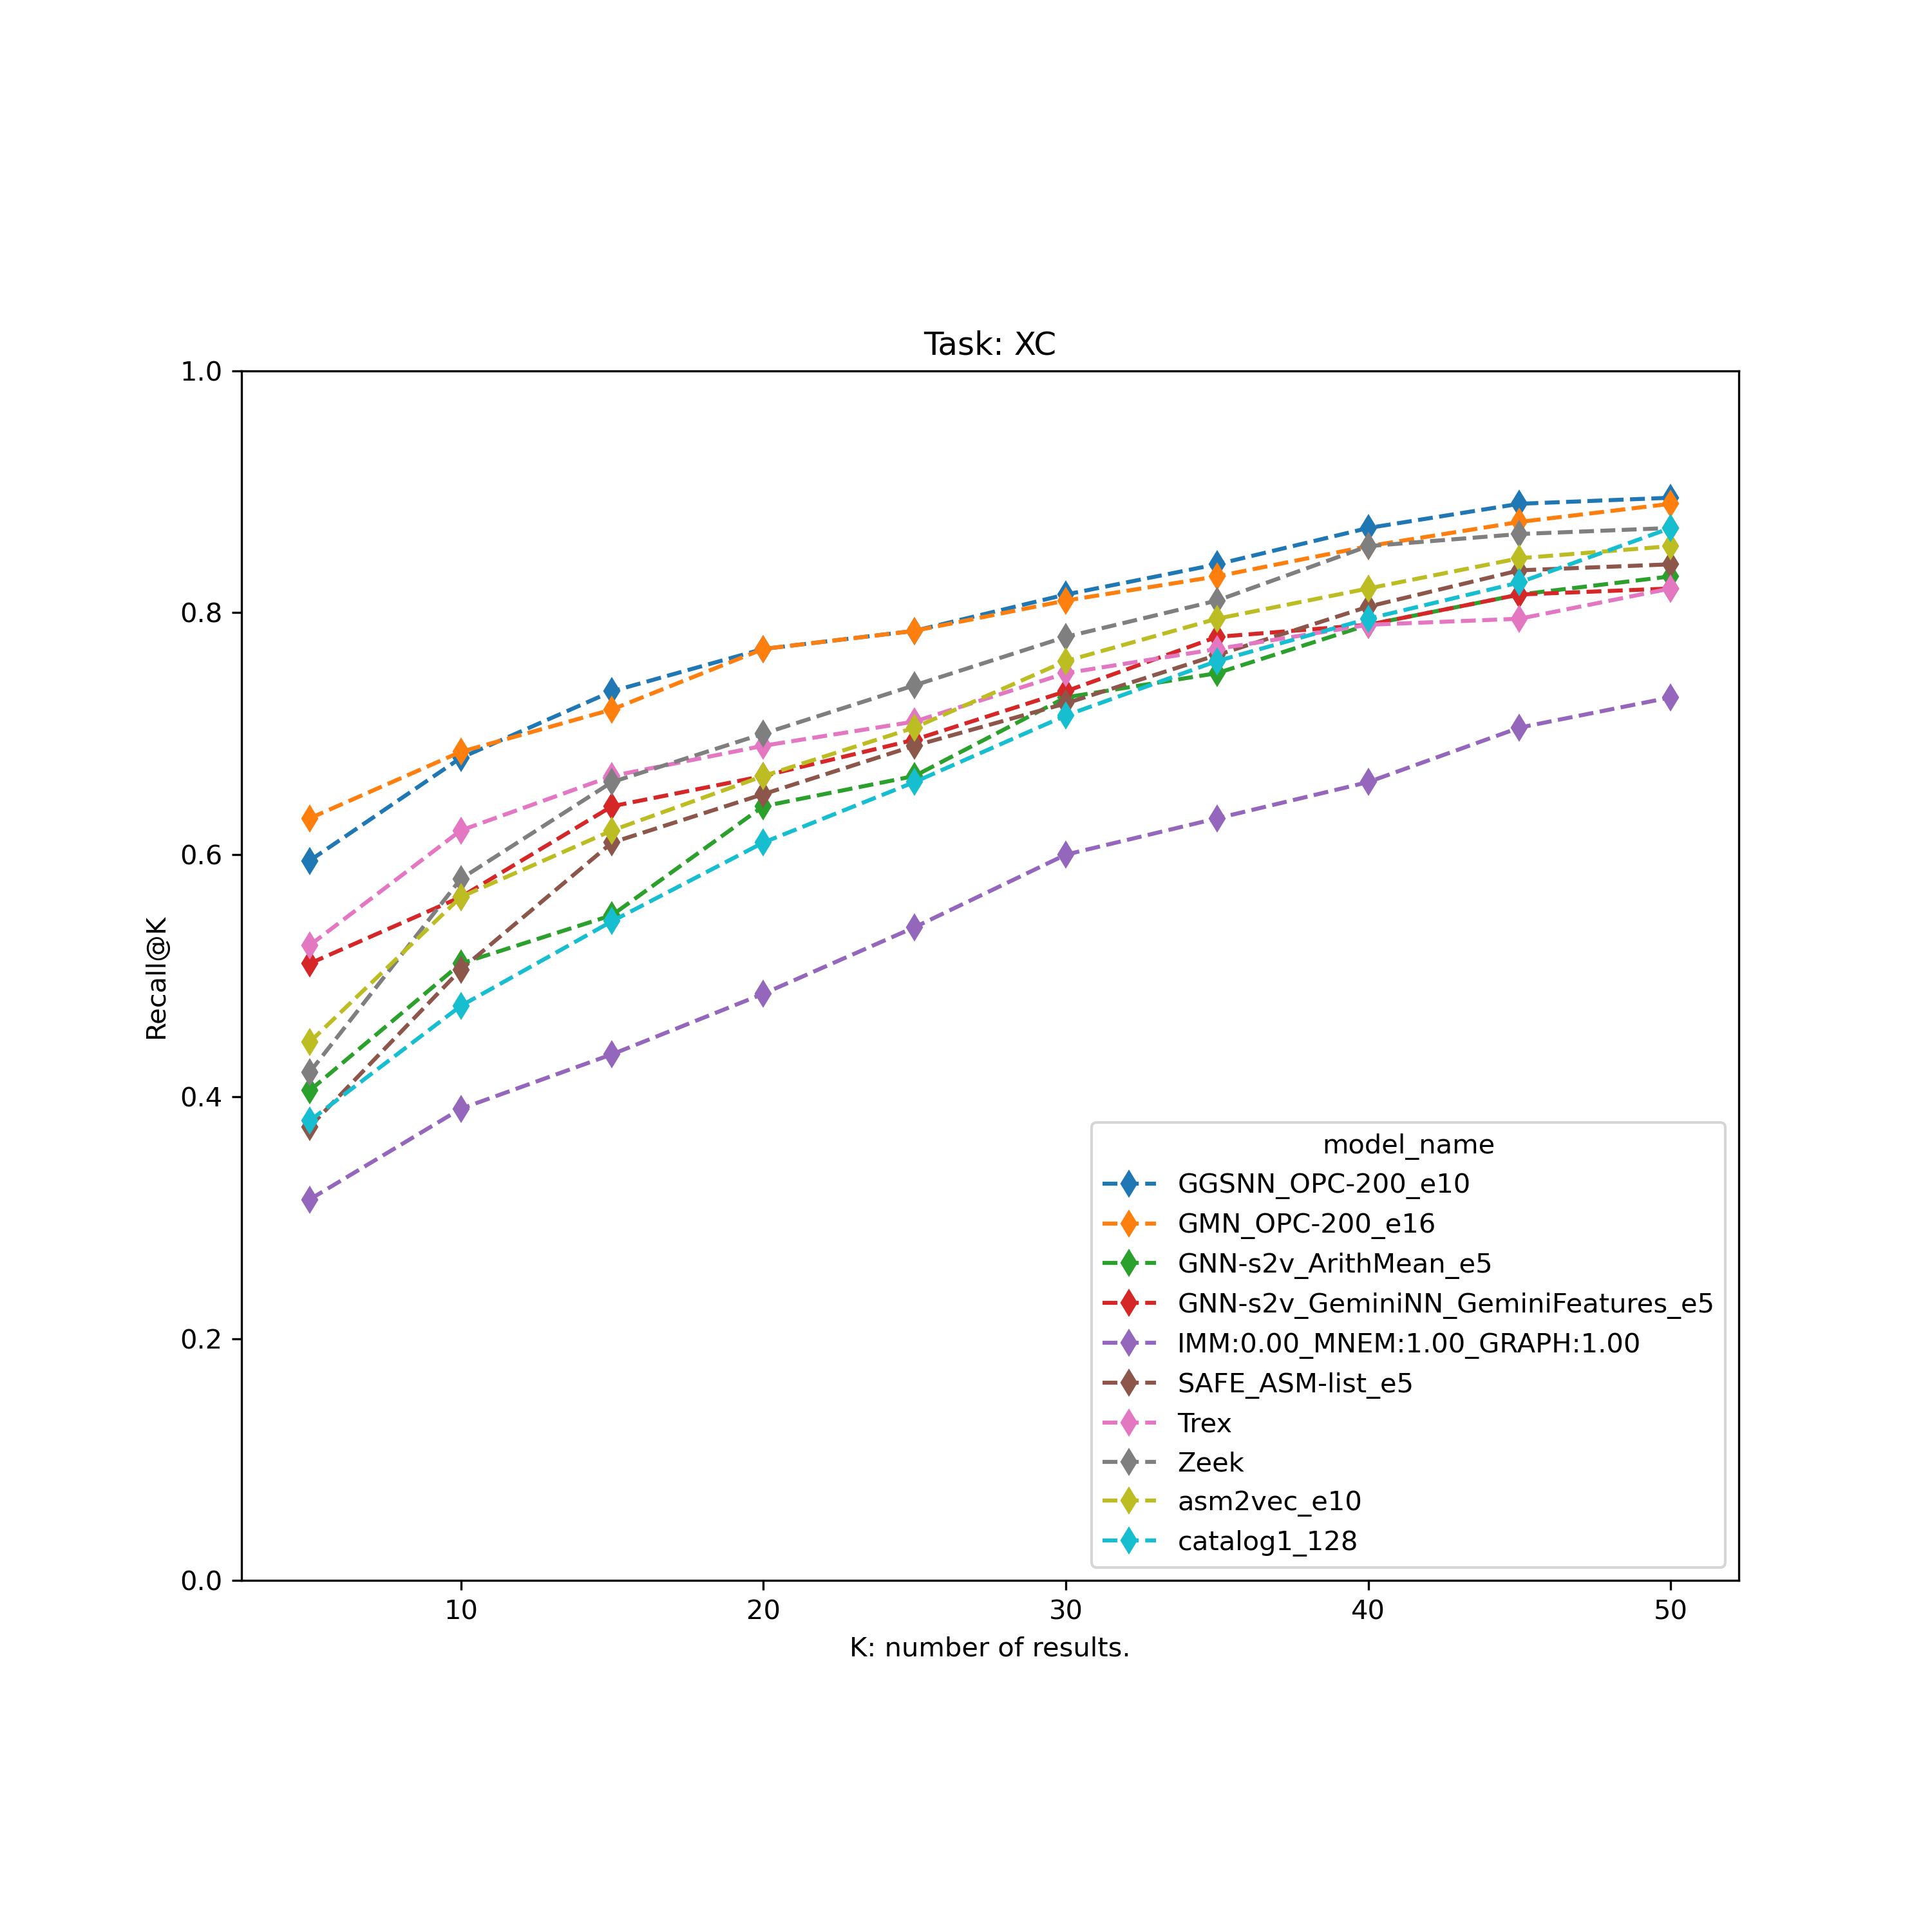 Task: XC
1.0
0.8
0.6
0.4
0.2
0.0
Recall@K
10 20 30 40 50
K: number of results.
model_name
GGSNN_OPC-200_e10
GMN_OPC-200_e16
GNN-s2v_ArithMean_e5
GNN-s2v_GeminiNN_GeminiFeatures_e5
IMM:0.00_MNEM:1.00_GRAPH:1.00
SAFE_ASM-list_e5
Trex
Zeek
asm2vec_e10
catalog1_128